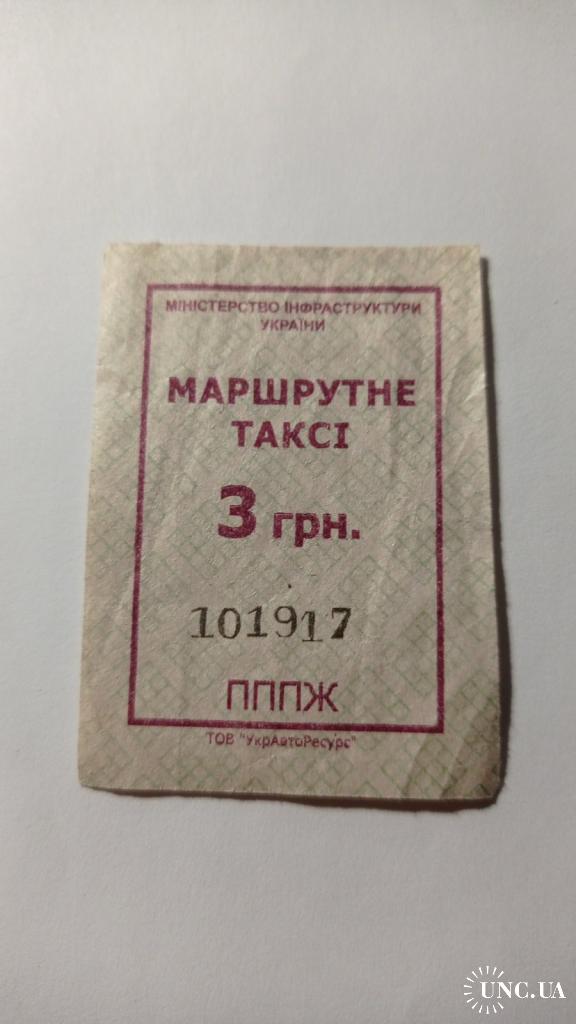 МІНІСТЕРСТВО ІНФРАСТРУКТУРИ
УКРАЇНИ
МАРШРУТНЕ
ТАКСІ
3 грн.
101917
ПППЖ
ТОВ "УкрАвтоРесурс"
UNC.UA